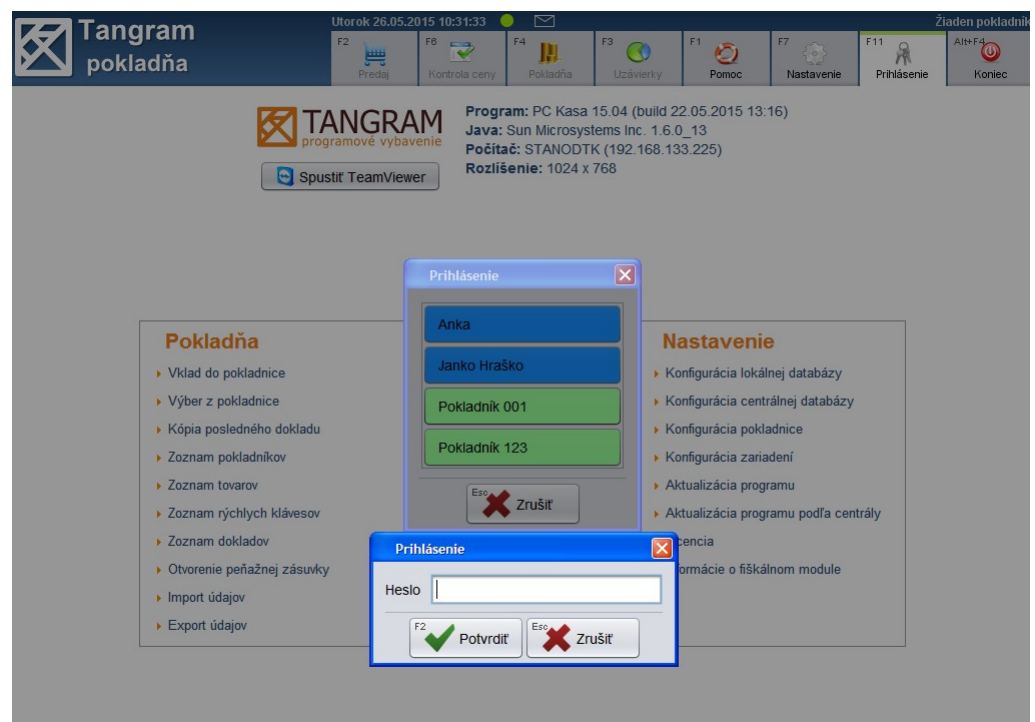 Tangram
pokladňa
Utorok 26.05.2015 10:31:33
Žiaden pokladník
F2 Predaj
F6 Kontrola ceny
F4 Pokladňa
F3 Uzávierky
F1 Pomoc
F7 Nastavenie
F11 Prihlásenie
Alt+F4 Koniec
TANGRAM
programové vybavenie
Spustiť TeamViewer
Program: PC Kasa 15.04 (build 22.05.2015 13:16)
Java: Sun Microsystems Inc. 1.6.0_13
Počítač: STANODTK (192.168.133.225)
Rozlíšenie: 1024 x 768
Pokladňa
Vklad do pokladnice
Výber z pokladnice
Kópia posledného dokladu
Zoznam pokladníkov
Zoznam tovarov
Zoznam rýchlych klávesov
Zoznam dokladov
Otvorenie peňažnej zásuvky
Import údajov
Export údajov
Prihlásenie
Anka
Janko Hraško
Pokladník 001
Pokladník 123
Esc Zrušiť
Nastavenie
Konfigurácia lokálnej databázy
Konfigurácia centrálnej databázy
Konfigurácia pokladnice
Konfigurácia zariadení
Aktualizácia programu
Aktualizácia programu podľa centrály
cencia
ormácie o fiškálnom module
Prihlásenie
Heslo
F2 Potvrdiť
Esc Zrušiť